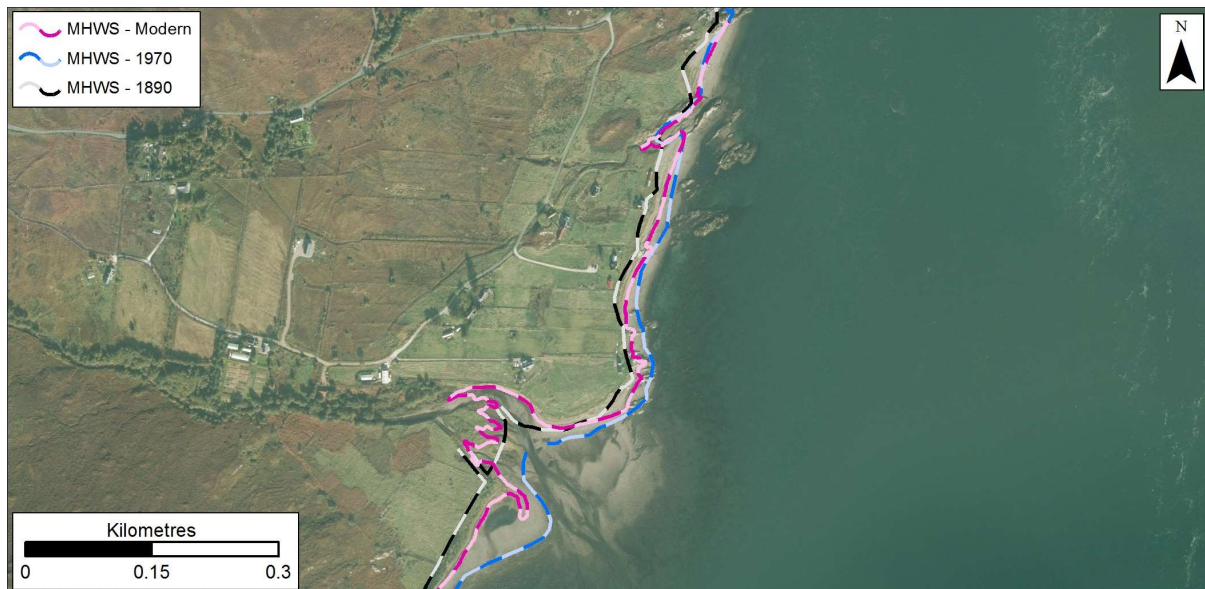 MHWS - Modern
MHWS - 1970
MHWS - 1890
N
Kilometres
0 0.15 0.3